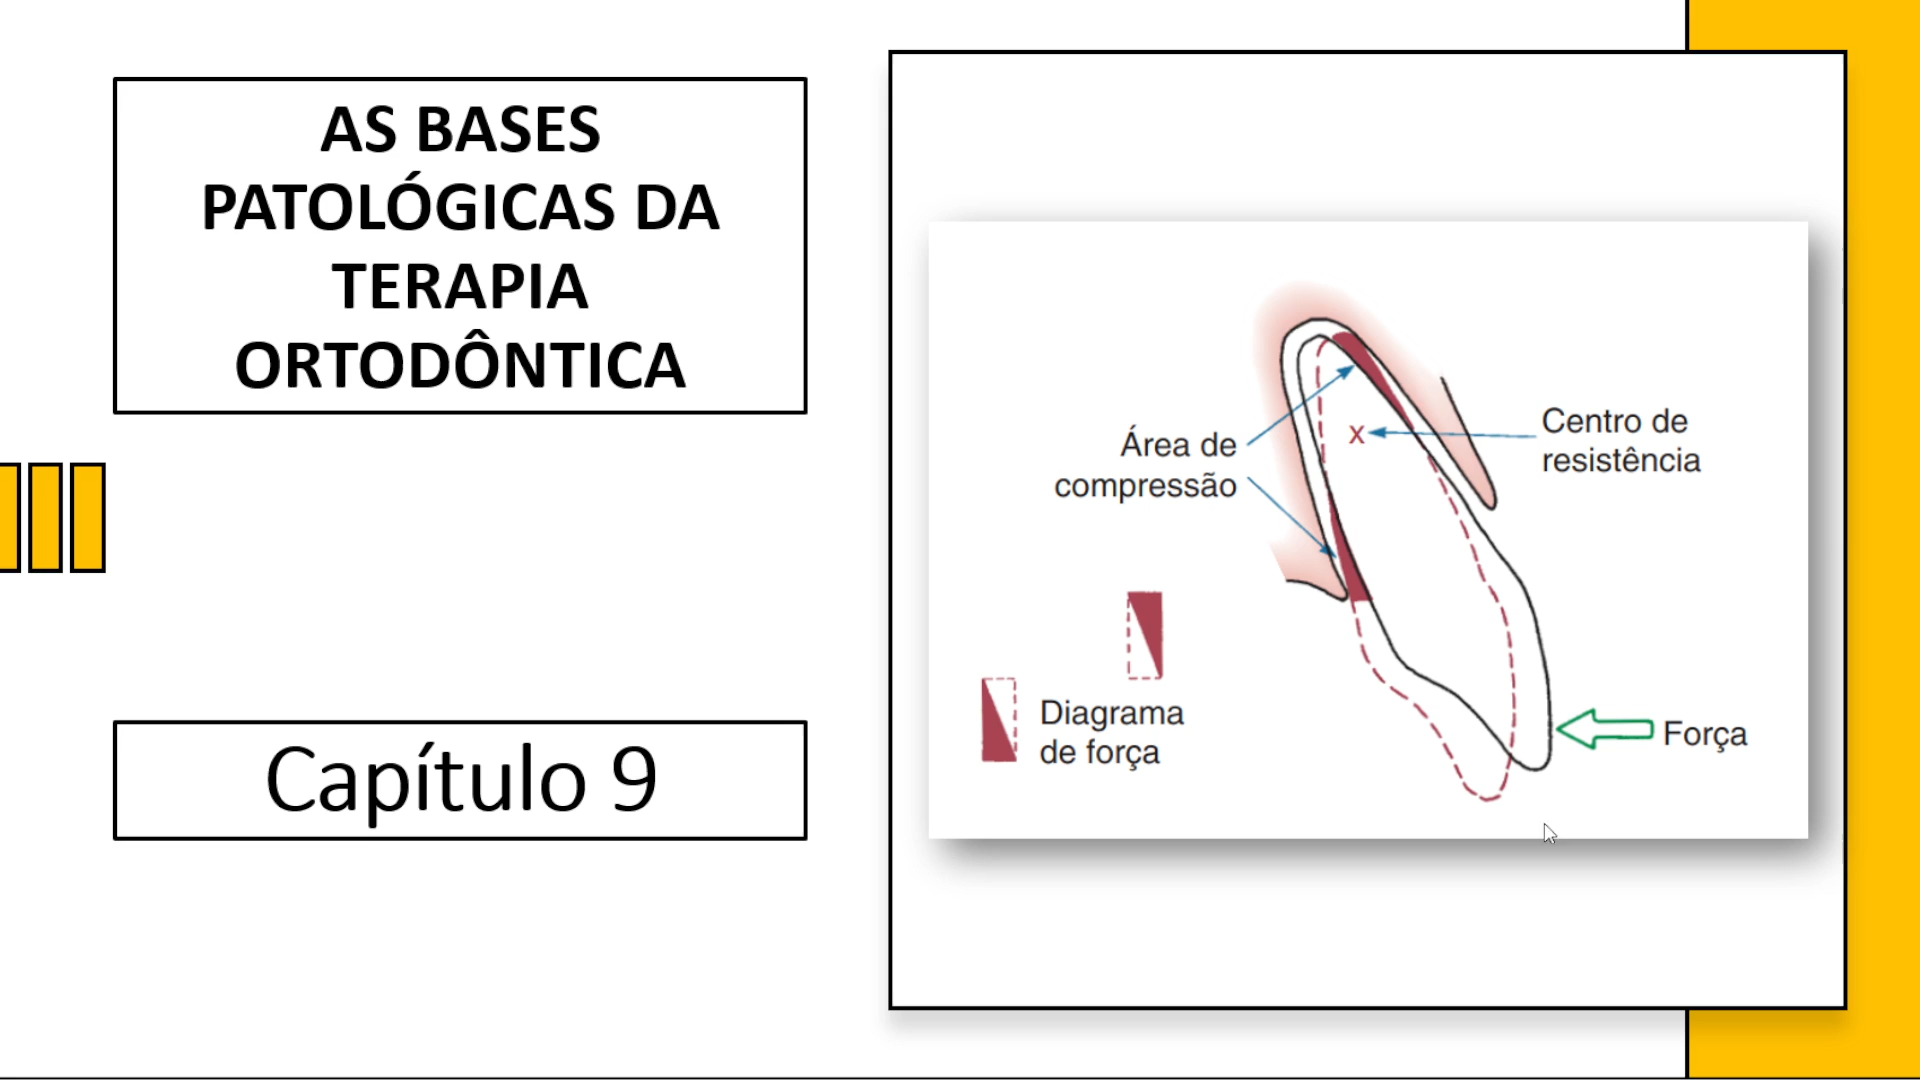 AS BASES
PATOLÓGICAS DA
TERAPIA
ORTODÔNTICA
Capítulo 9
Área de
compressão
x
Centro de
resistência
Diagrama
de força
Força